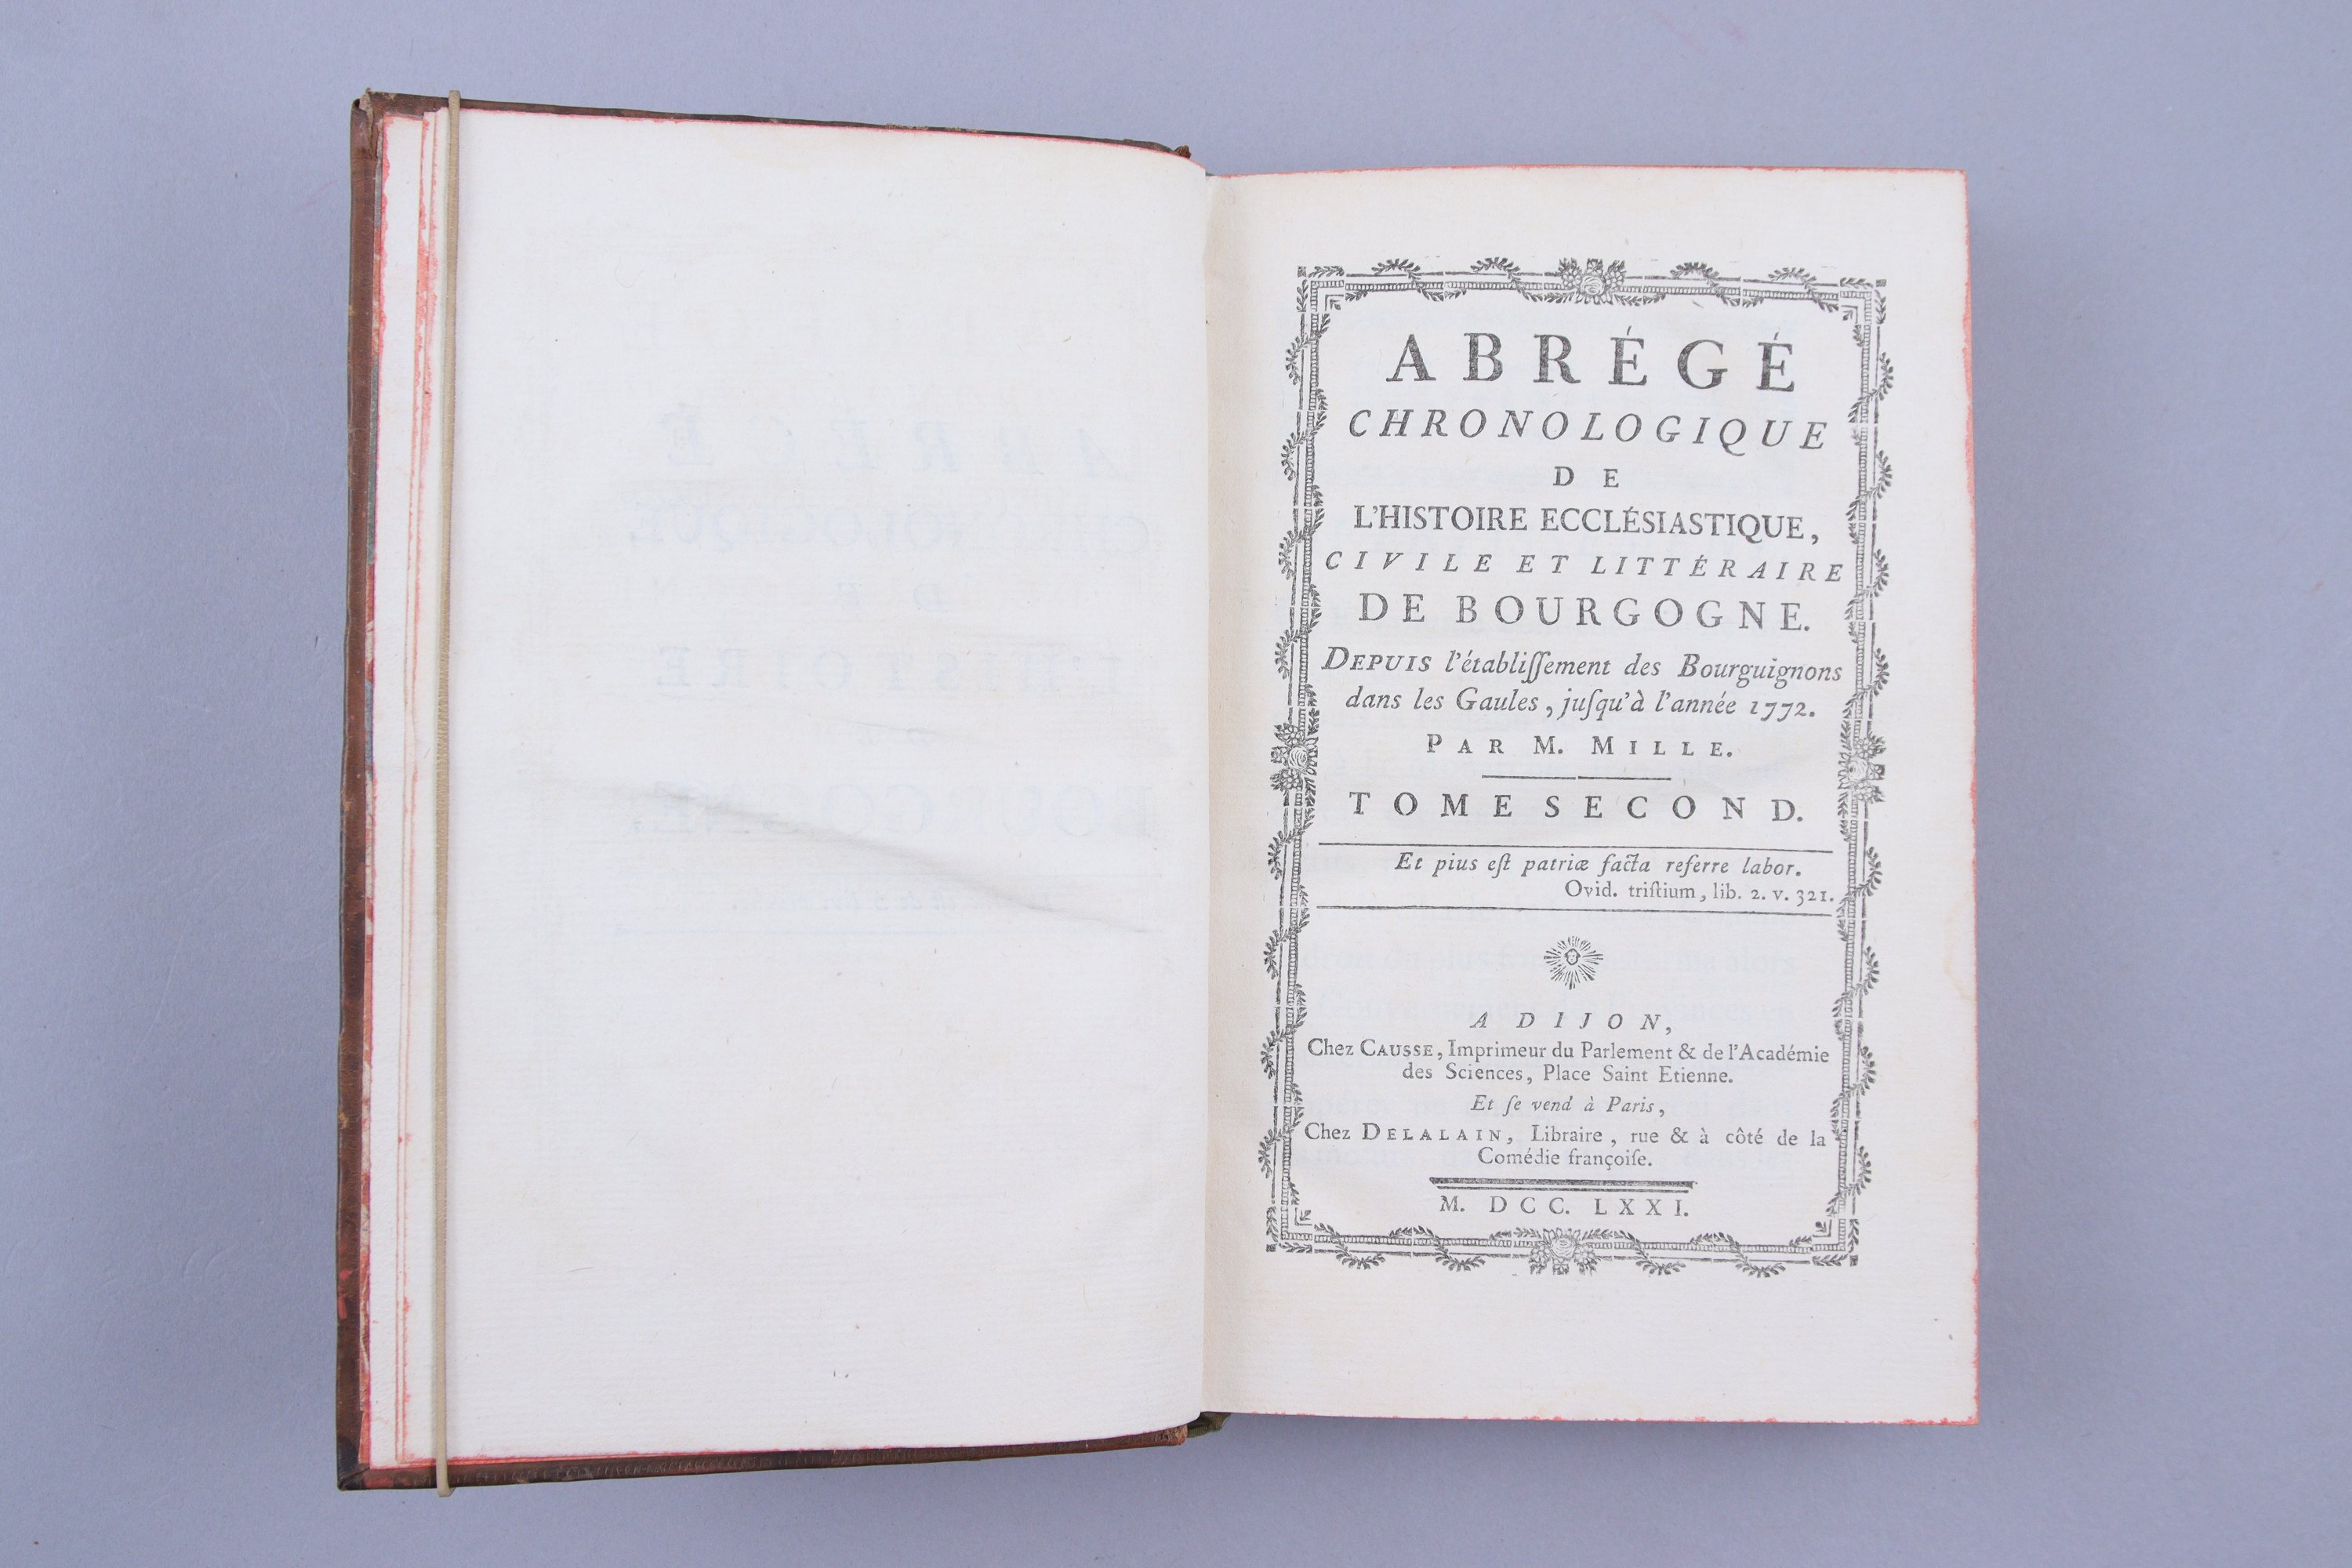 ABRÉGÉ
CHRONOLOGIQUE
DE
L'HISTOIRE ECCLÉSIASTIQUE,
CIVILE ET LITTÉRAIRE
DE BOURGOGNE.
DEPUIS l'établiſſement des Bourguignons
dans les Gaules, juſqu'à l'année 1772.
PAR M. MILLE.
TOME SECOND.
Et pius eſt patriæ facta referre labor.
Ovid. triſtium, lib. 2. v. 321.
A DIJON,
Chez CAUSSE, Imprimeur du Parlement & de l'Académie
des Sciences, Place Saint Etienne.
Et ſe vend à Paris,
Chez DELALAIN, Libraire, rue & à côté de la
Comédie françoiſe.
M. DCC. LXXI.